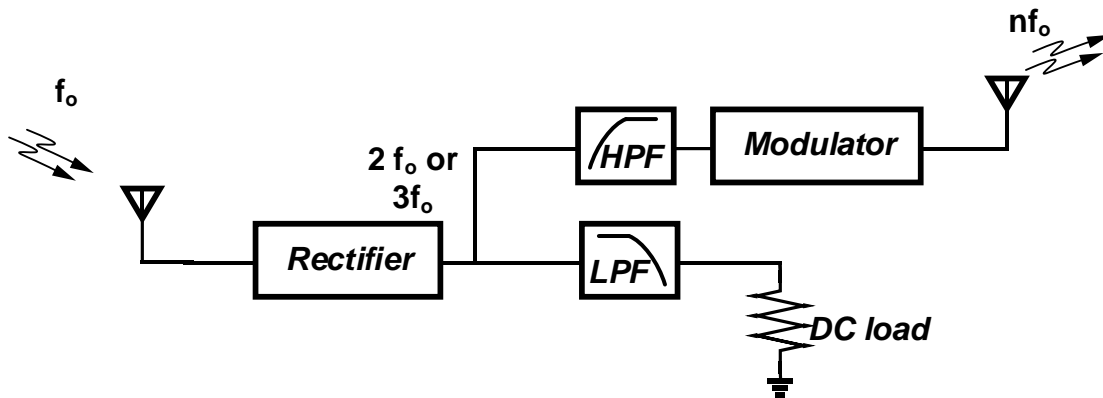 nfₒ
fₒ
HPF
Modulator
2 fₒ or
3fₒ
Rectifier
LPF
DC load